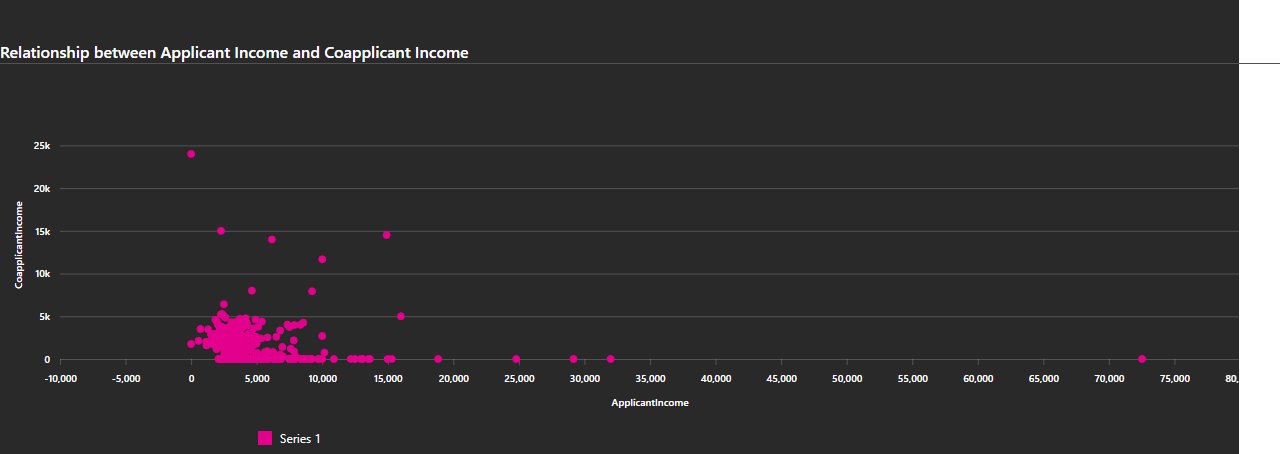 Relationship between Applicant Income and Coapplicant Income
25k
20k
15k
10k
5k
0
CoapplicantIncome
-10,000 -5,000 0 5,000 10,000 15,000 20,000 25,000 30,000 35,000 40,000 45,000 50,000 55,000 60,000 65,000 70,000 75,000 80,
ApplicantIncome
Series 1